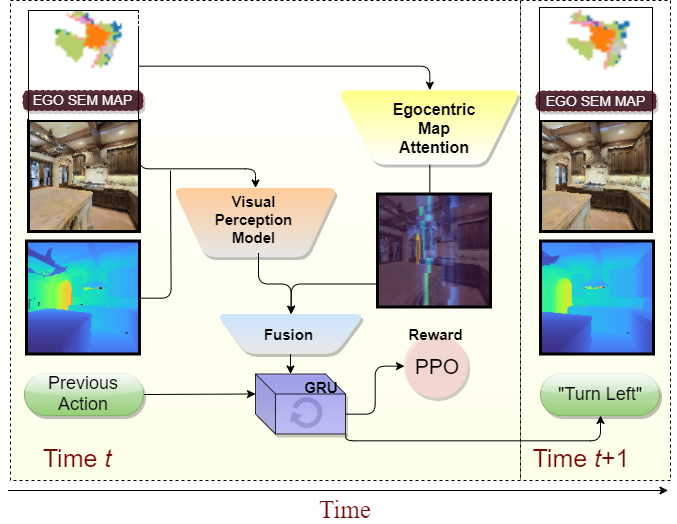 EGO SEM MAP
Egocentric
Map
Attention
Visual
Perception
Model
Fusion
Reward
PPO
GRU
Previous
Action
Time t
EGO SEM MAP
"Turn Left"
Time t+1
Time